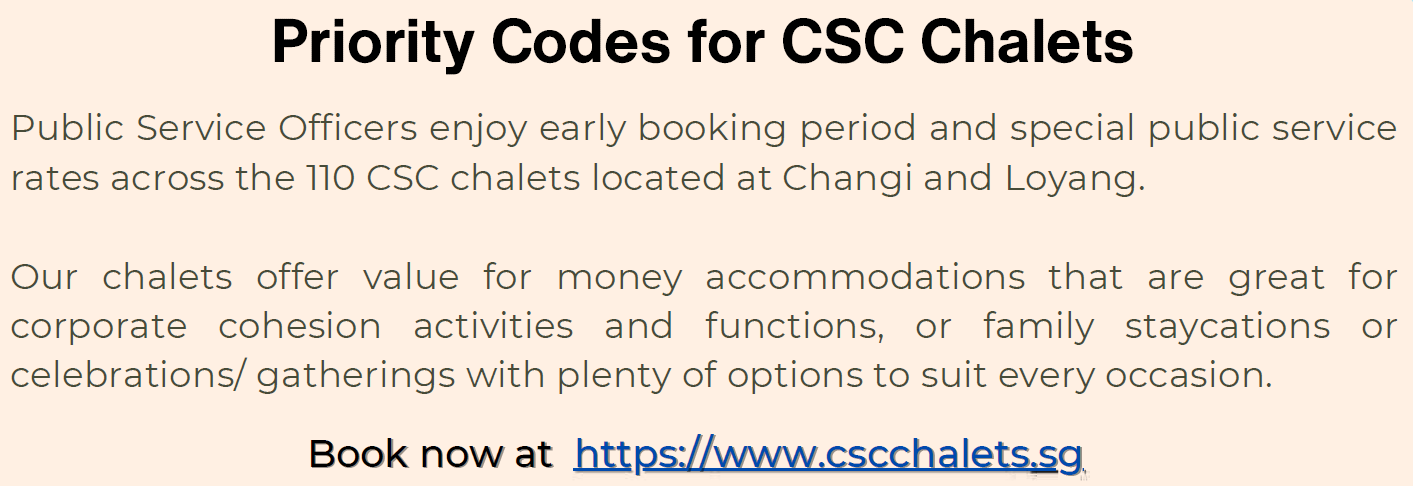 Priority Codes for CSC Chalets
Public Service Officers enjoy early booking period and special public service
rates across the 110 CSC chalets located at Changi and Loyang.
Our chalets offer value for money accommodations that are great for
corporate cohesion activities and functions, or family staycations or
celebrations/ gatherings with plenty of options to suit every occasion.
Book now at https://www.cscchalets.sg